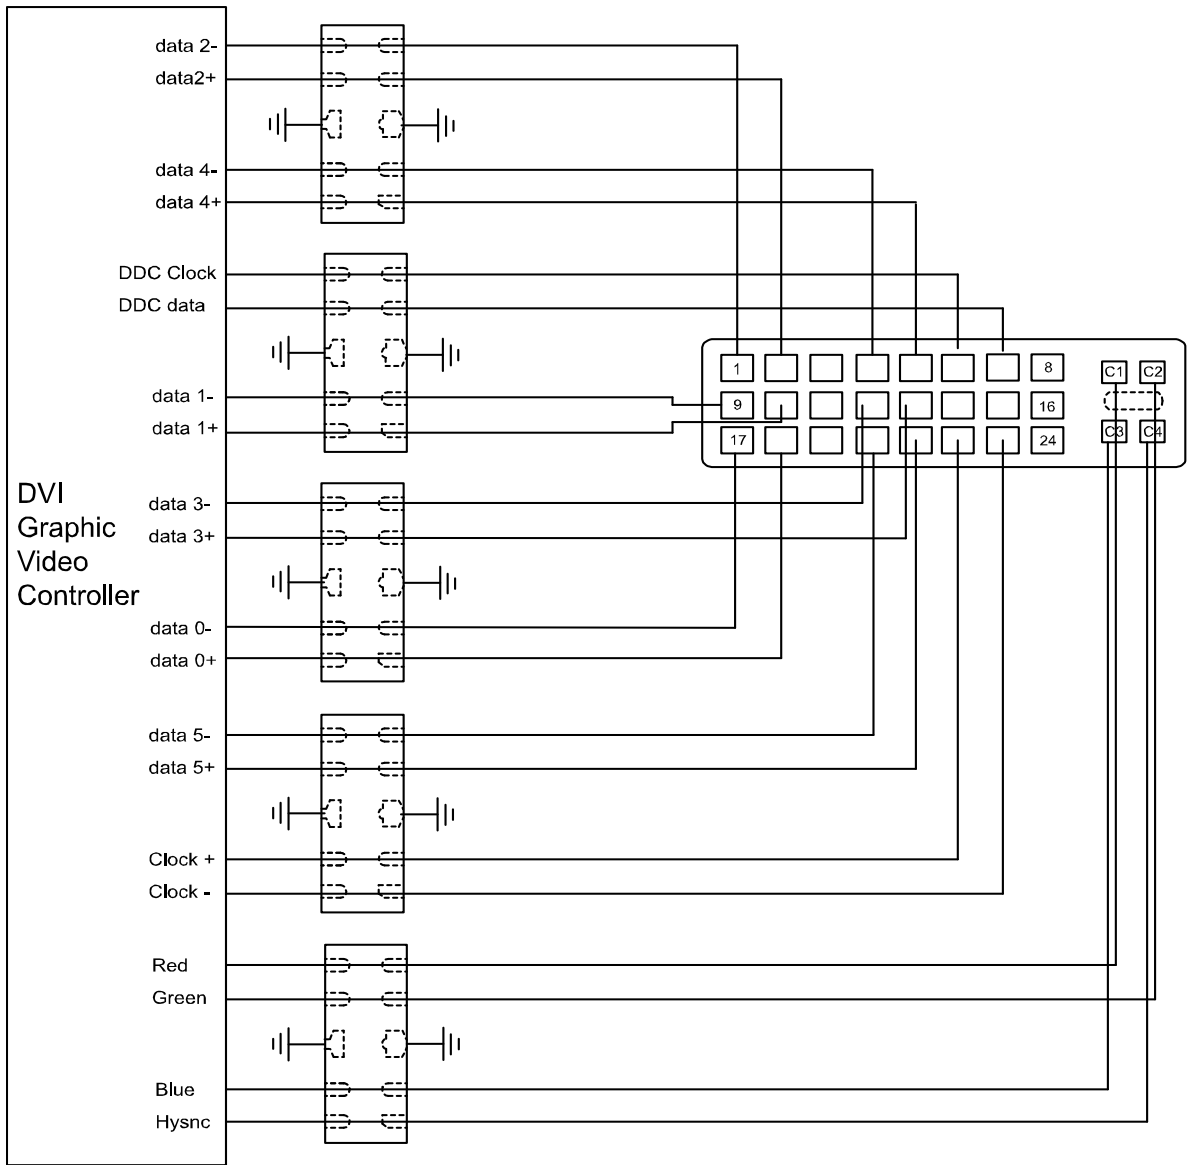 data 2-
data2+
data 4-
data 4+
DDC Clock
DDC data
data 1-
data 1+
DVI
Graphic
Video
Controller
data 3-
data 3+
data 0-
data 0+
data 5-
data 5+
Clock +
Clock -
Red
Green
Blue
Hysnc
1
8
9
16
17
24
C1
C2
C3
C4